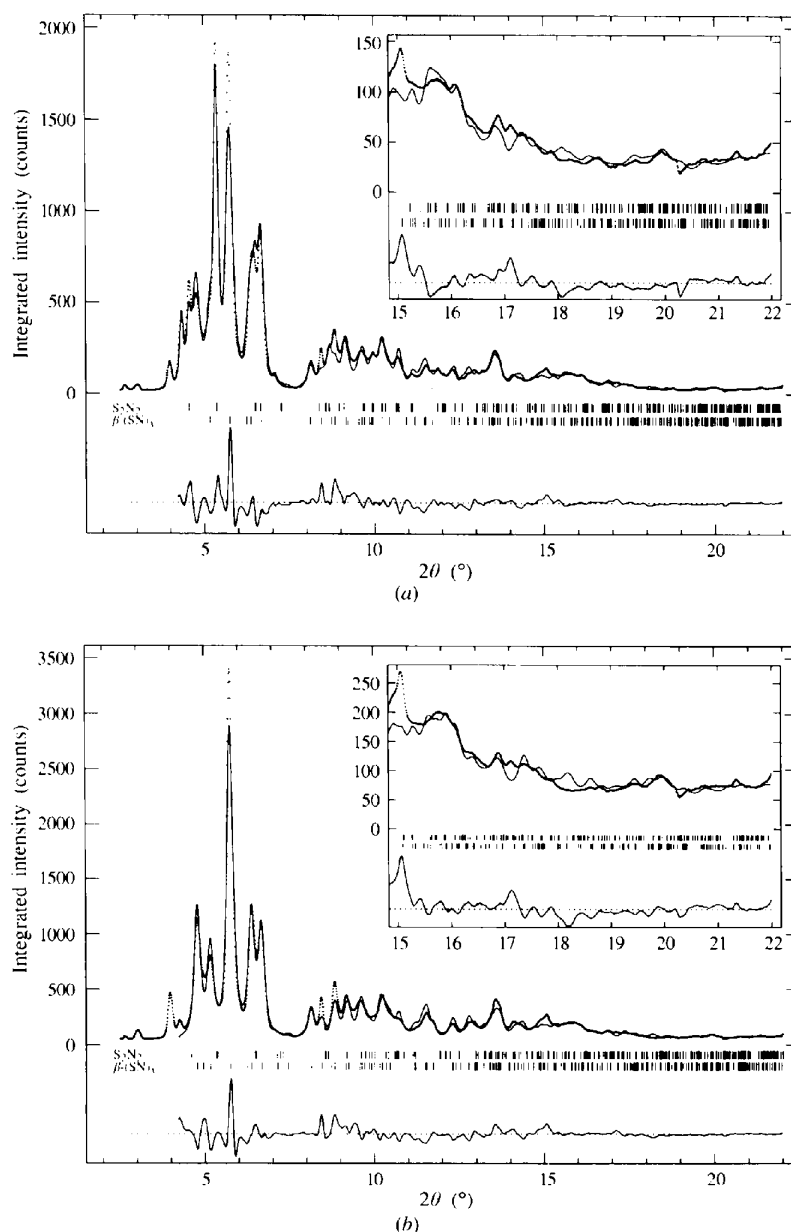 2000
1500
1000
500
0
Integrated intensity (counts)
150
100
50
0
15 16 17 18 19 20 21 22
S₂N₂
β-(SN)ₓ
5 10 15 20
2θ (°)
(a)
3500
3000
2500
2000
1500
1000
500
0
Integrated intensity (counts)
250
200
150
100
50
0
15 16 17 18 19 20 21 22
S₂N₂
β-(SN)ₓ
5 10 15 20
2θ (°)
(b)